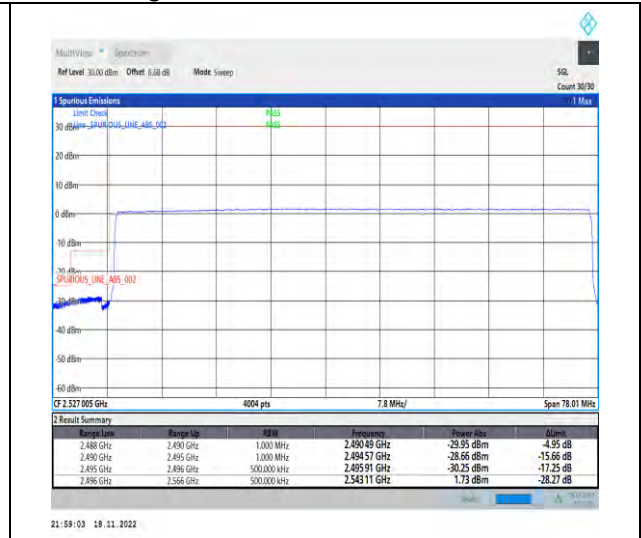 MultiView Spectrum
Ref Level 30.00 dBm Offset 6.68 dB Mode Sweep SGL
Count 30/30
1 Spurious Emissions 1 Max
Limit Check PASS
30 dBm Line _SPURIOUS_LINE_ABS_002 PASS
20 dBm
10 dBm
0 dBm
-10 dBm
-20 dBm
_SPURIOUS_LINE_ABS_002
-30 dBm
-40 dBm
-50 dBm
-60 dBm
CF 2.527 005 GHz 4004 pts 7.8 MHz/ Span 78.01 MHz
2 Result Summary
Range Low Range Up RBW Frequency Power Abs ΔLimit
2.488 GHz 2.490 GHz 1.000 MHz 2.490 49 GHz -29.95 dBm -4.95 dB
2.490 GHz 2.495 GHz 1.000 MHz 2.494 57 GHz -28.66 dBm -15.66 dB
2.495 GHz 2.496 GHz 500.000 kHz 2.495 91 GHz -30.25 dBm -17.25 dB
2.496 GHz 2.566 GHz 500.000 kHz 2.543 11 GHz 1.73 dBm -28.27 dB
21:59:03 18.11.2022